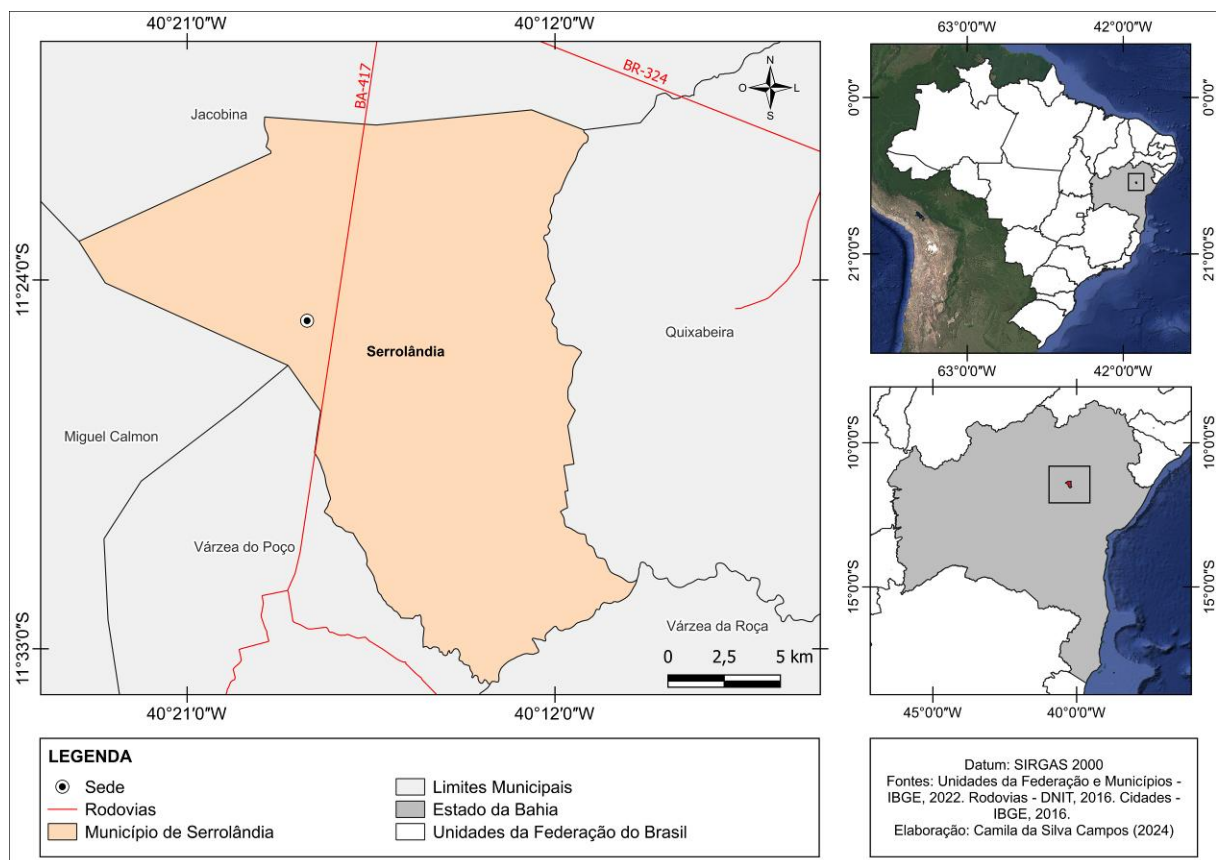 40°21'0"W
40°12'0"W
BA-417
BR-324
N
O
L
S
Jacobina
11°24'0"S
Serrolândia
Quixabeira
Miguel Calmon
Várzea do Poço
Várzea da Roça
11°33'0"S
0
2,5
5 km
40°21'0"W
40°12'0"W
63°0'0"W
42°0'0"W
0°0'0"
0°0'0"
21°0'0"S
21°0'0"S
63°0'0"W
42°0'0"W
10°0'0"S
10°0'0"S
15°0'0"S
15°0'0"S
45°0'0"W
40°0'0"W
LEGENDA
Sede
Rodovias
Município de Serrolândia
Limites Municipais
Estado da Bahia
Unidades da Federação do Brasil
Datum: SIRGAS 2000
Fontes: Unidades da Federação e Municípios -
IBGE, 2022. Rodovias - DNIT, 2016. Cidades -
IBGE, 2016.
Elaboração: Camila da Silva Campos (2024)